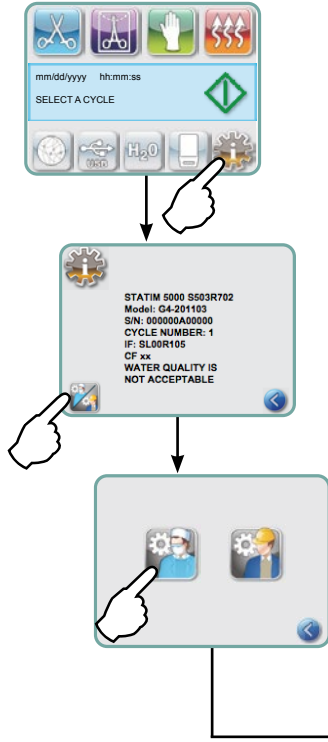 mm/dd/yyyy hh:mm:ss
SELECT A CYCLE
USB
H2O
STATIM 5000 S503R702
Model: G4-201103
S/N: 000000A00000
CYCLE NUMBER: 1
IF: SL00R105
CF xx
WATER QUALITY IS
NOT ACCEPTABLE